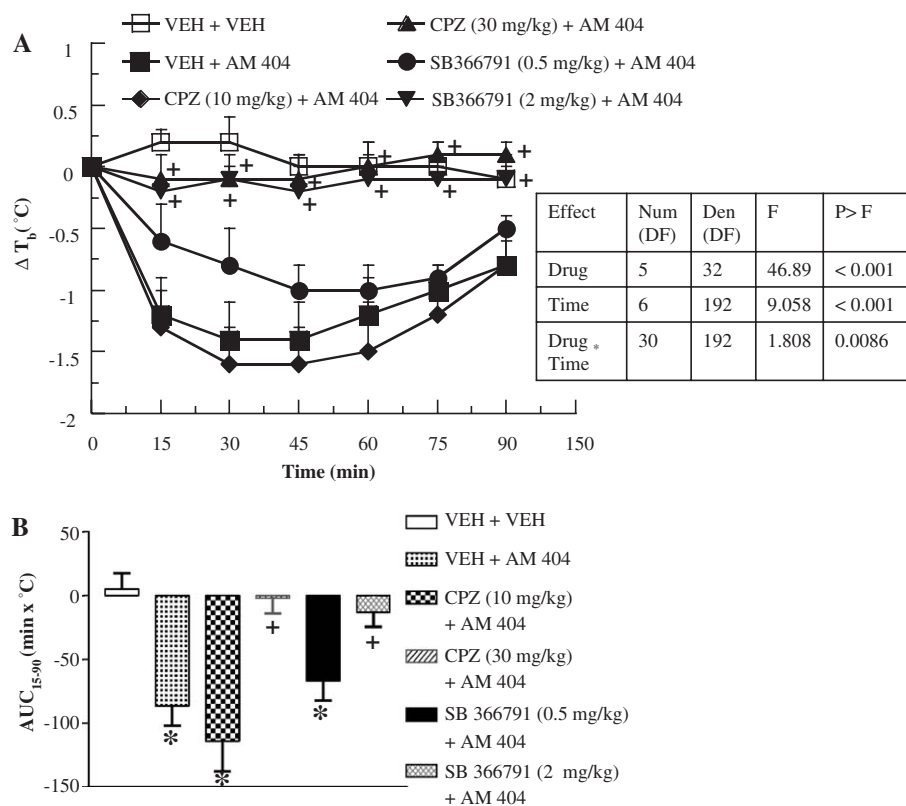 A
VEH + VEH
VEH + AM 404
CPZ (10 mg/kg) + AM 404
CPZ (30 mg/kg) + AM 404
SB366791 (0.5 mg/kg) + AM 404
SB366791 (2 mg/kg) + AM 404
1
0.5
0
-0.5
-1
-1.5
-2
Δ T_b (°C)
0 15 30 45 60 75 90 150
Time (min)
Effect Num (DF) Den (DF) F P> F
Drug 5 32 46.89 < 0.001
Time 6 192 9.058 < 0.001
Drug * Time 30 192 1.808 0.0086
B
50
0
-50
-100
-150
AUC_15-90 (min x °C)
* * + * +
VEH + VEH
VEH + AM 404
CPZ (10 mg/kg)
+ AM 404
CPZ (30 mg/kg)
+ AM 404
SB 366791 (0.5 mg/kg)
+ AM 404
SB 366791 (2 mg/kg)
+ AM 404